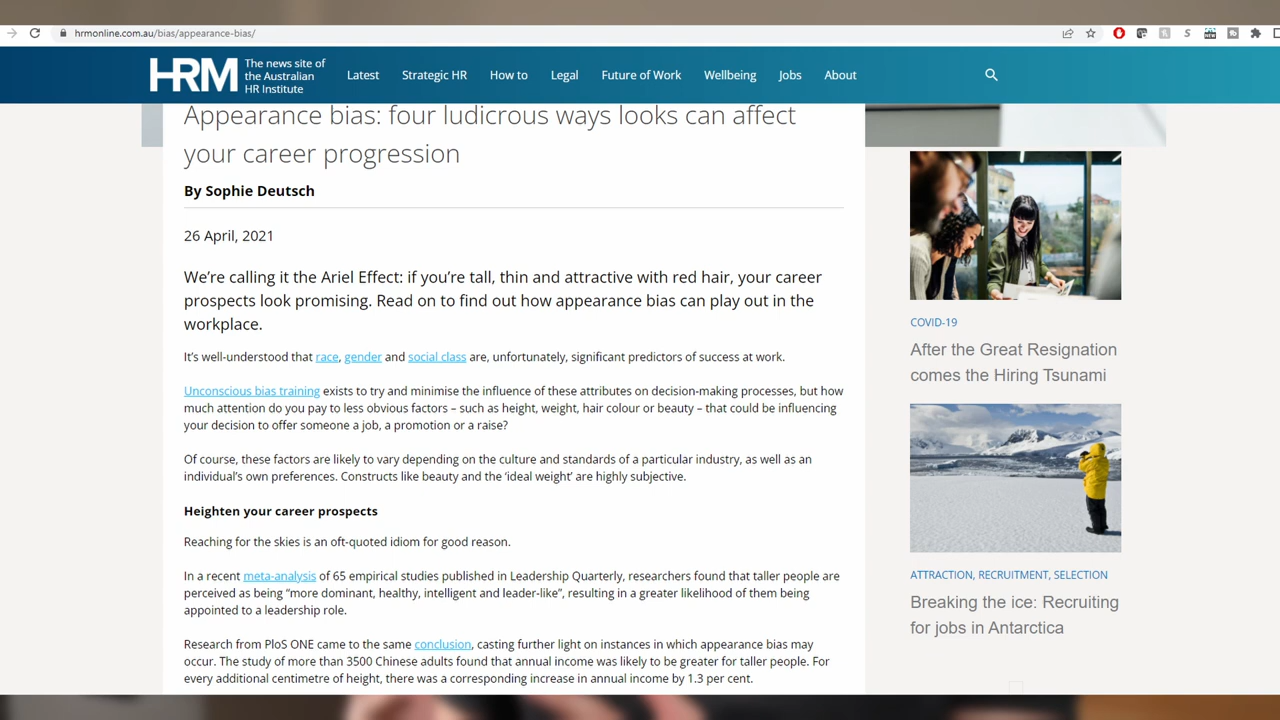 hrmonline.com.au/bias/appearance-bias/
HRM
The news site of
the Australian
HR Institute
Latest
Strategic HR
How to
Legal
Future of Work
Wellbeing
Jobs
About
Appearance bias: four ludicrous ways looks can affect
your career progression
By Sophie Deutsch
26 April, 2021
We're calling it the Ariel Effect: if you're tall, thin and attractive with red hair, your career
prospects look promising. Read on to find out how appearance bias can play out in the
workplace.
It's well-understood that race, gender and social class are, unfortunately, significant predictors of success at work.
Unconscious bias training exists to try and minimise the influence of these attributes on decision-making processes, but how
much attention do you pay to less obvious factors – such as height, weight, hair colour or beauty – that could be influencing
your decision to offer someone a job, a promotion or a raise?
Of course, these factors are likely to vary depending on the culture and standards of a particular industry, as well as an
individual's own preferences. Constructs like beauty and the 'ideal weight' are highly subjective.
Heighten your career prospects
Reaching for the skies is an oft-quoted idiom for good reason.
In a recent meta-analysis of 65 empirical studies published in Leadership Quarterly, researchers found that taller people are
perceived as being "more dominant, healthy, intelligent and leader-like", resulting in a greater likelihood of them being
appointed to a leadership role.
Research from PloS ONE came to the same conclusion, casting further light on instances in which appearance bias may
occur. The study of more than 3500 Chinese adults found that annual income was likely to be greater for taller people. For
every additional centimetre of height, there was a corresponding increase in annual income by 1.3 per cent.
COVID-19
After the Great Resignation
comes the Hiring Tsunami
ATTRACTION, RECRUITMENT, SELECTION
Breaking the ice: Recruiting
for jobs in Antarctica